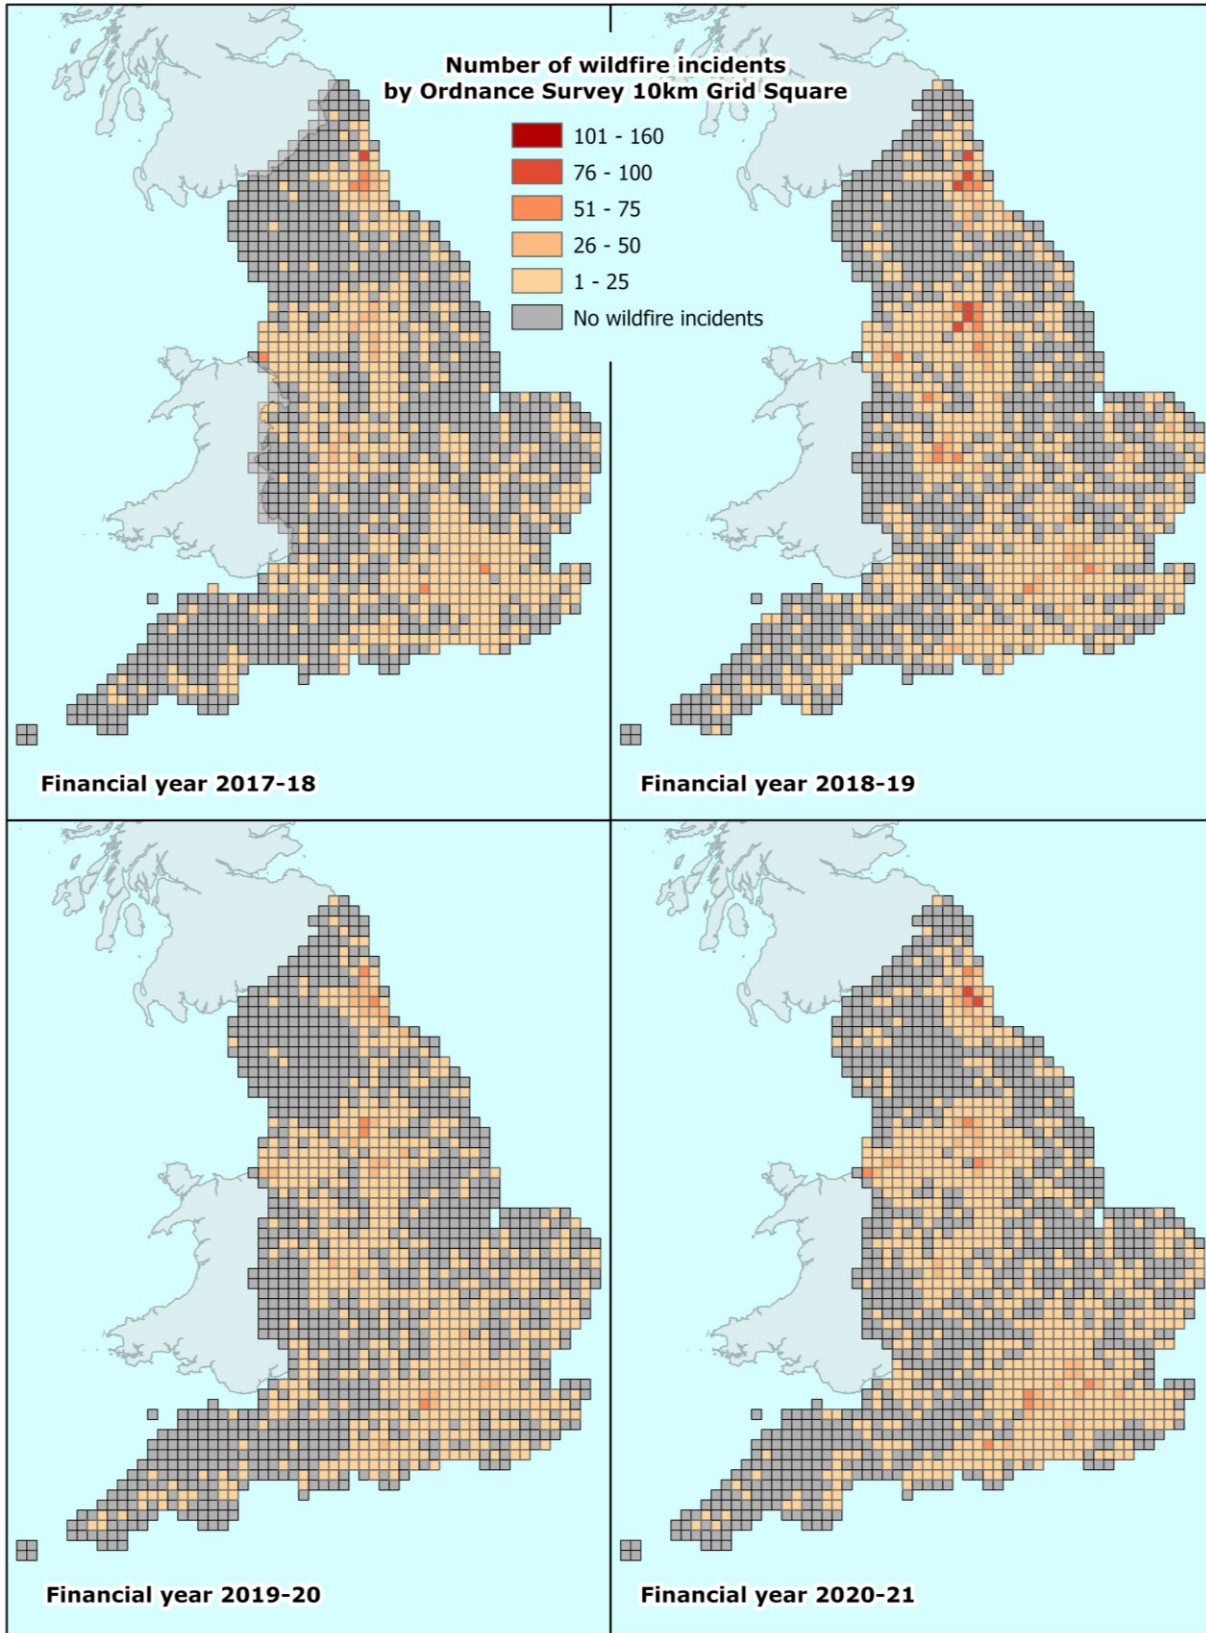 Number of wildfire incidents
by Ordnance Survey 10km Grid Square
101 - 160
76 - 100
51 - 75
26 - 50
1 - 25
No wildfire incidents
Financial year 2017-18
Financial year 2018-19
Financial year 2019-20
Financial year 2020-21